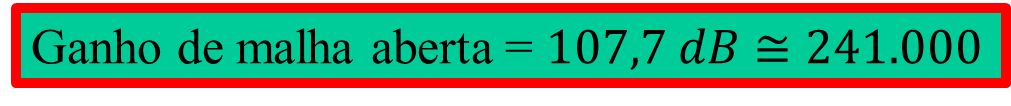 Ganho de malha aberta = 107,7 dB ≅ 241.000